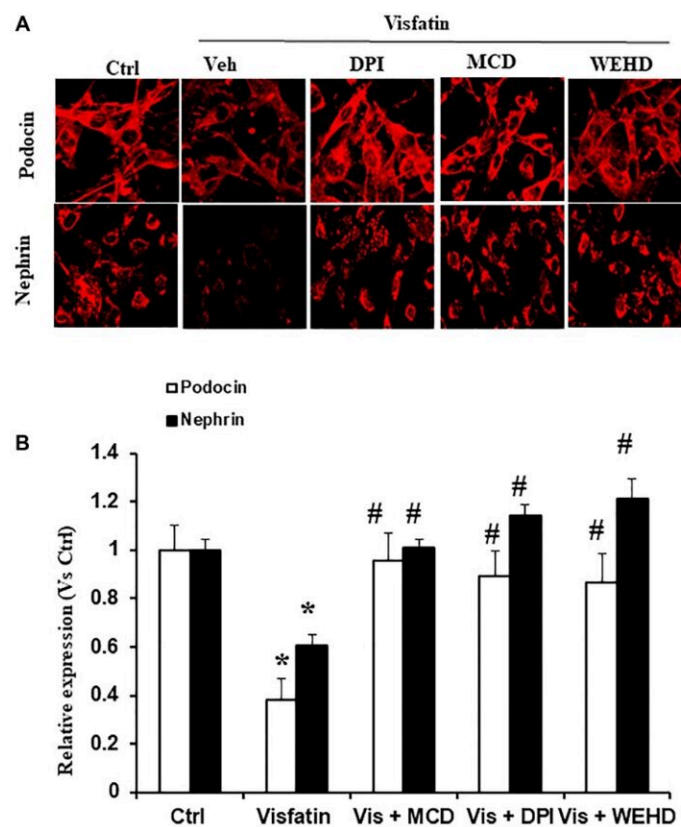 A
Visfatin
Ctrl Veh DPI MCD WEHD
Podocin
Nephrin
Podocin
Nephrin
B
Relative expression (Vs Ctrl)
1.4
1.2
1
0.8
0.6
0.4
0.2
0
* *
# #
# #
# #
Ctrl Visfatin Vis + MCD Vis + DPI Vis + WEHD